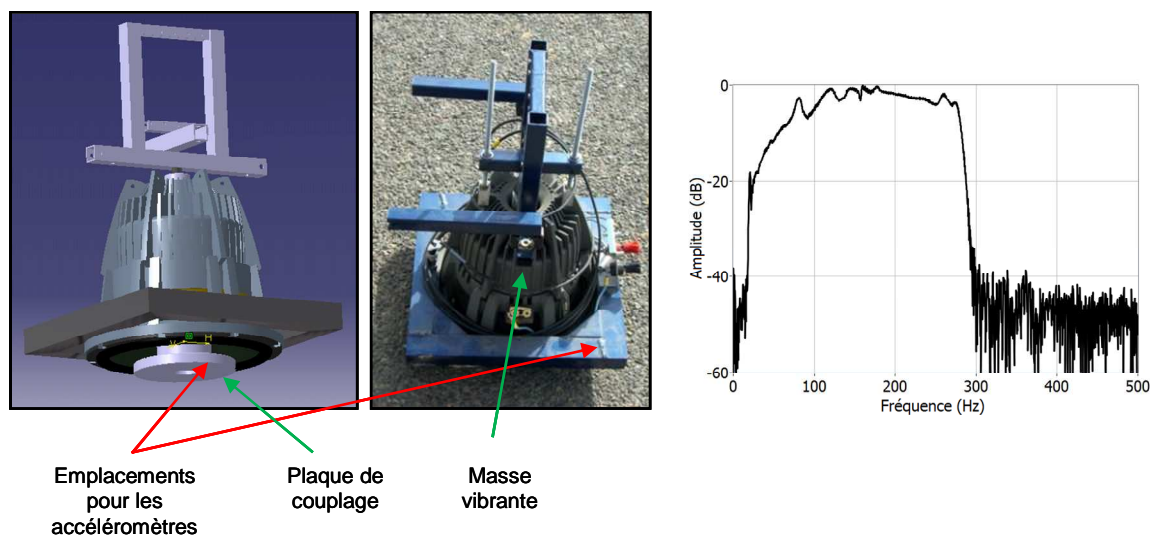 Emplacements
pour les
accéléromètres
Plaque de
couplage
Masse
vibrante
Amplitude (dB)
0
-20
-40
-60
0
100
200
300
400
500
Fréquence (Hz)